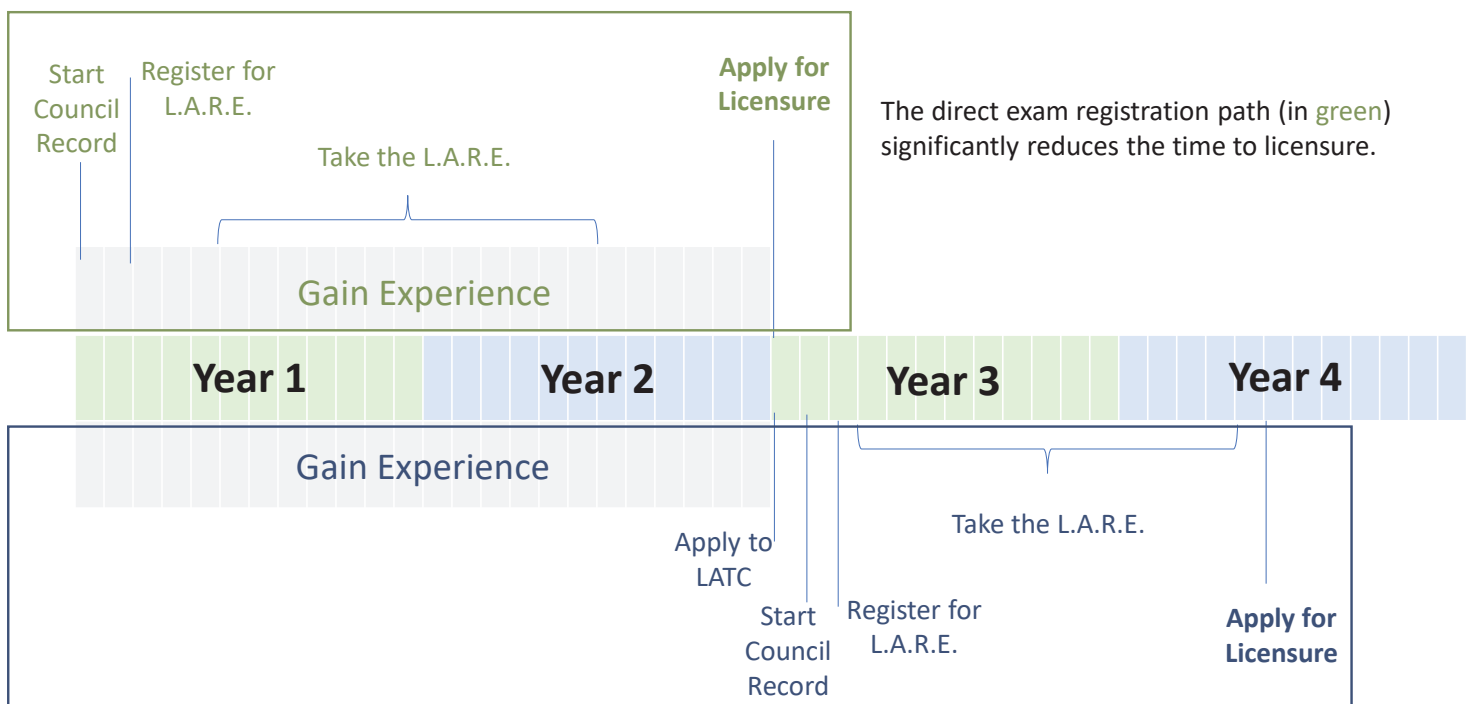 Start
Council
Record
Register for
L.A.R.E.
Take the L.A.R.E.
Apply for
Licensure
The direct exam registration path (in green)
significantly reduces the time to licensure.
Gain Experience
Year 1
Year 2
Year 3
Year 4
Gain Experience
Apply to
LATC
Start
Council
Record
Register for
L.A.R.E.
Take the L.A.R.E.
Apply for
Licensure